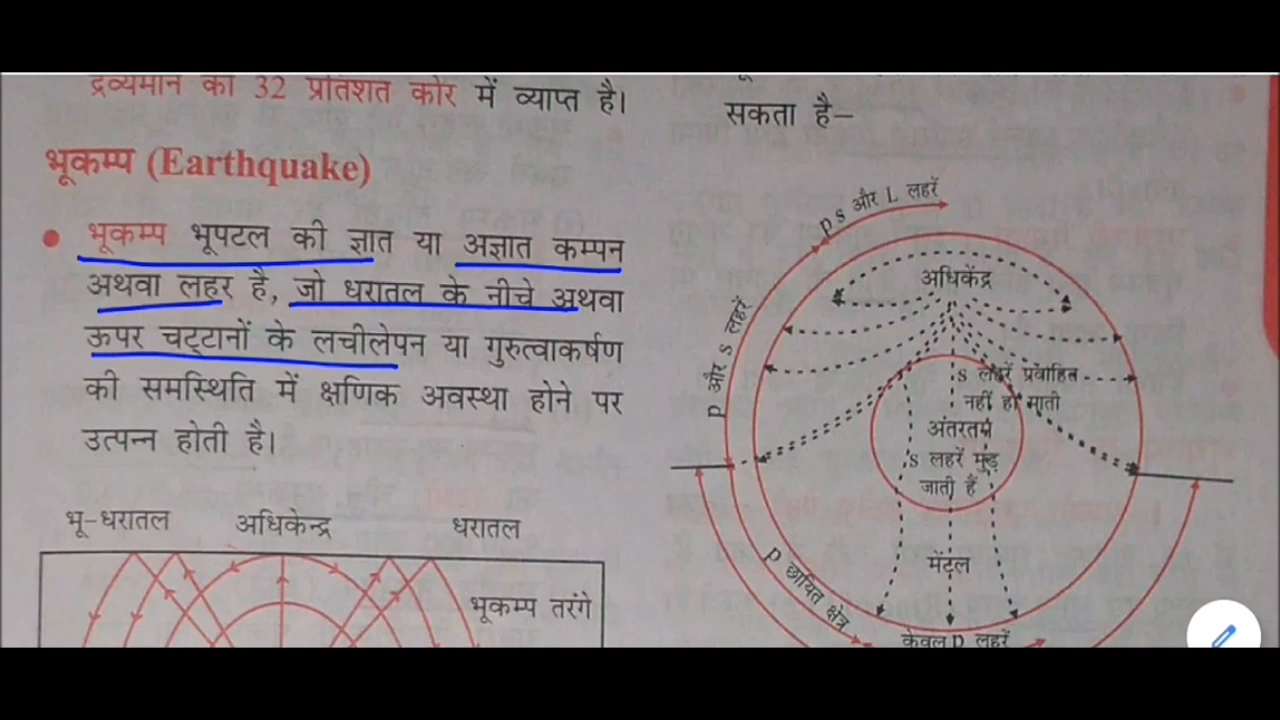 द्रव्यमान का 32 प्रतिशत कोर में व्याप्त है।
भूकम्प (Earthquake)
● भूकम्प भूपटल की ज्ञात या अज्ञात कम्पन
अथवा लहर है, जो धरातल के नीचे अथवा
ऊपर चट्टानों के लचीलेपन या गुरुत्वाकर्षण
की समस्थिति में क्षणिक अवस्था होने पर
उत्पन्न होती है।
भू-धरातल अधिकेन्द्र धरातल
भूकम्प तरंगे
सकता है–
p s और L लहरें
p और s लहरें
अधिकेंद्र
s लहरें प्रवाहित
नहीं हो पाती
अंतरतम
s लहरें मुड़
जाती हैं
मेंटल
p छायित क्षेत्र
केवल p लहरें